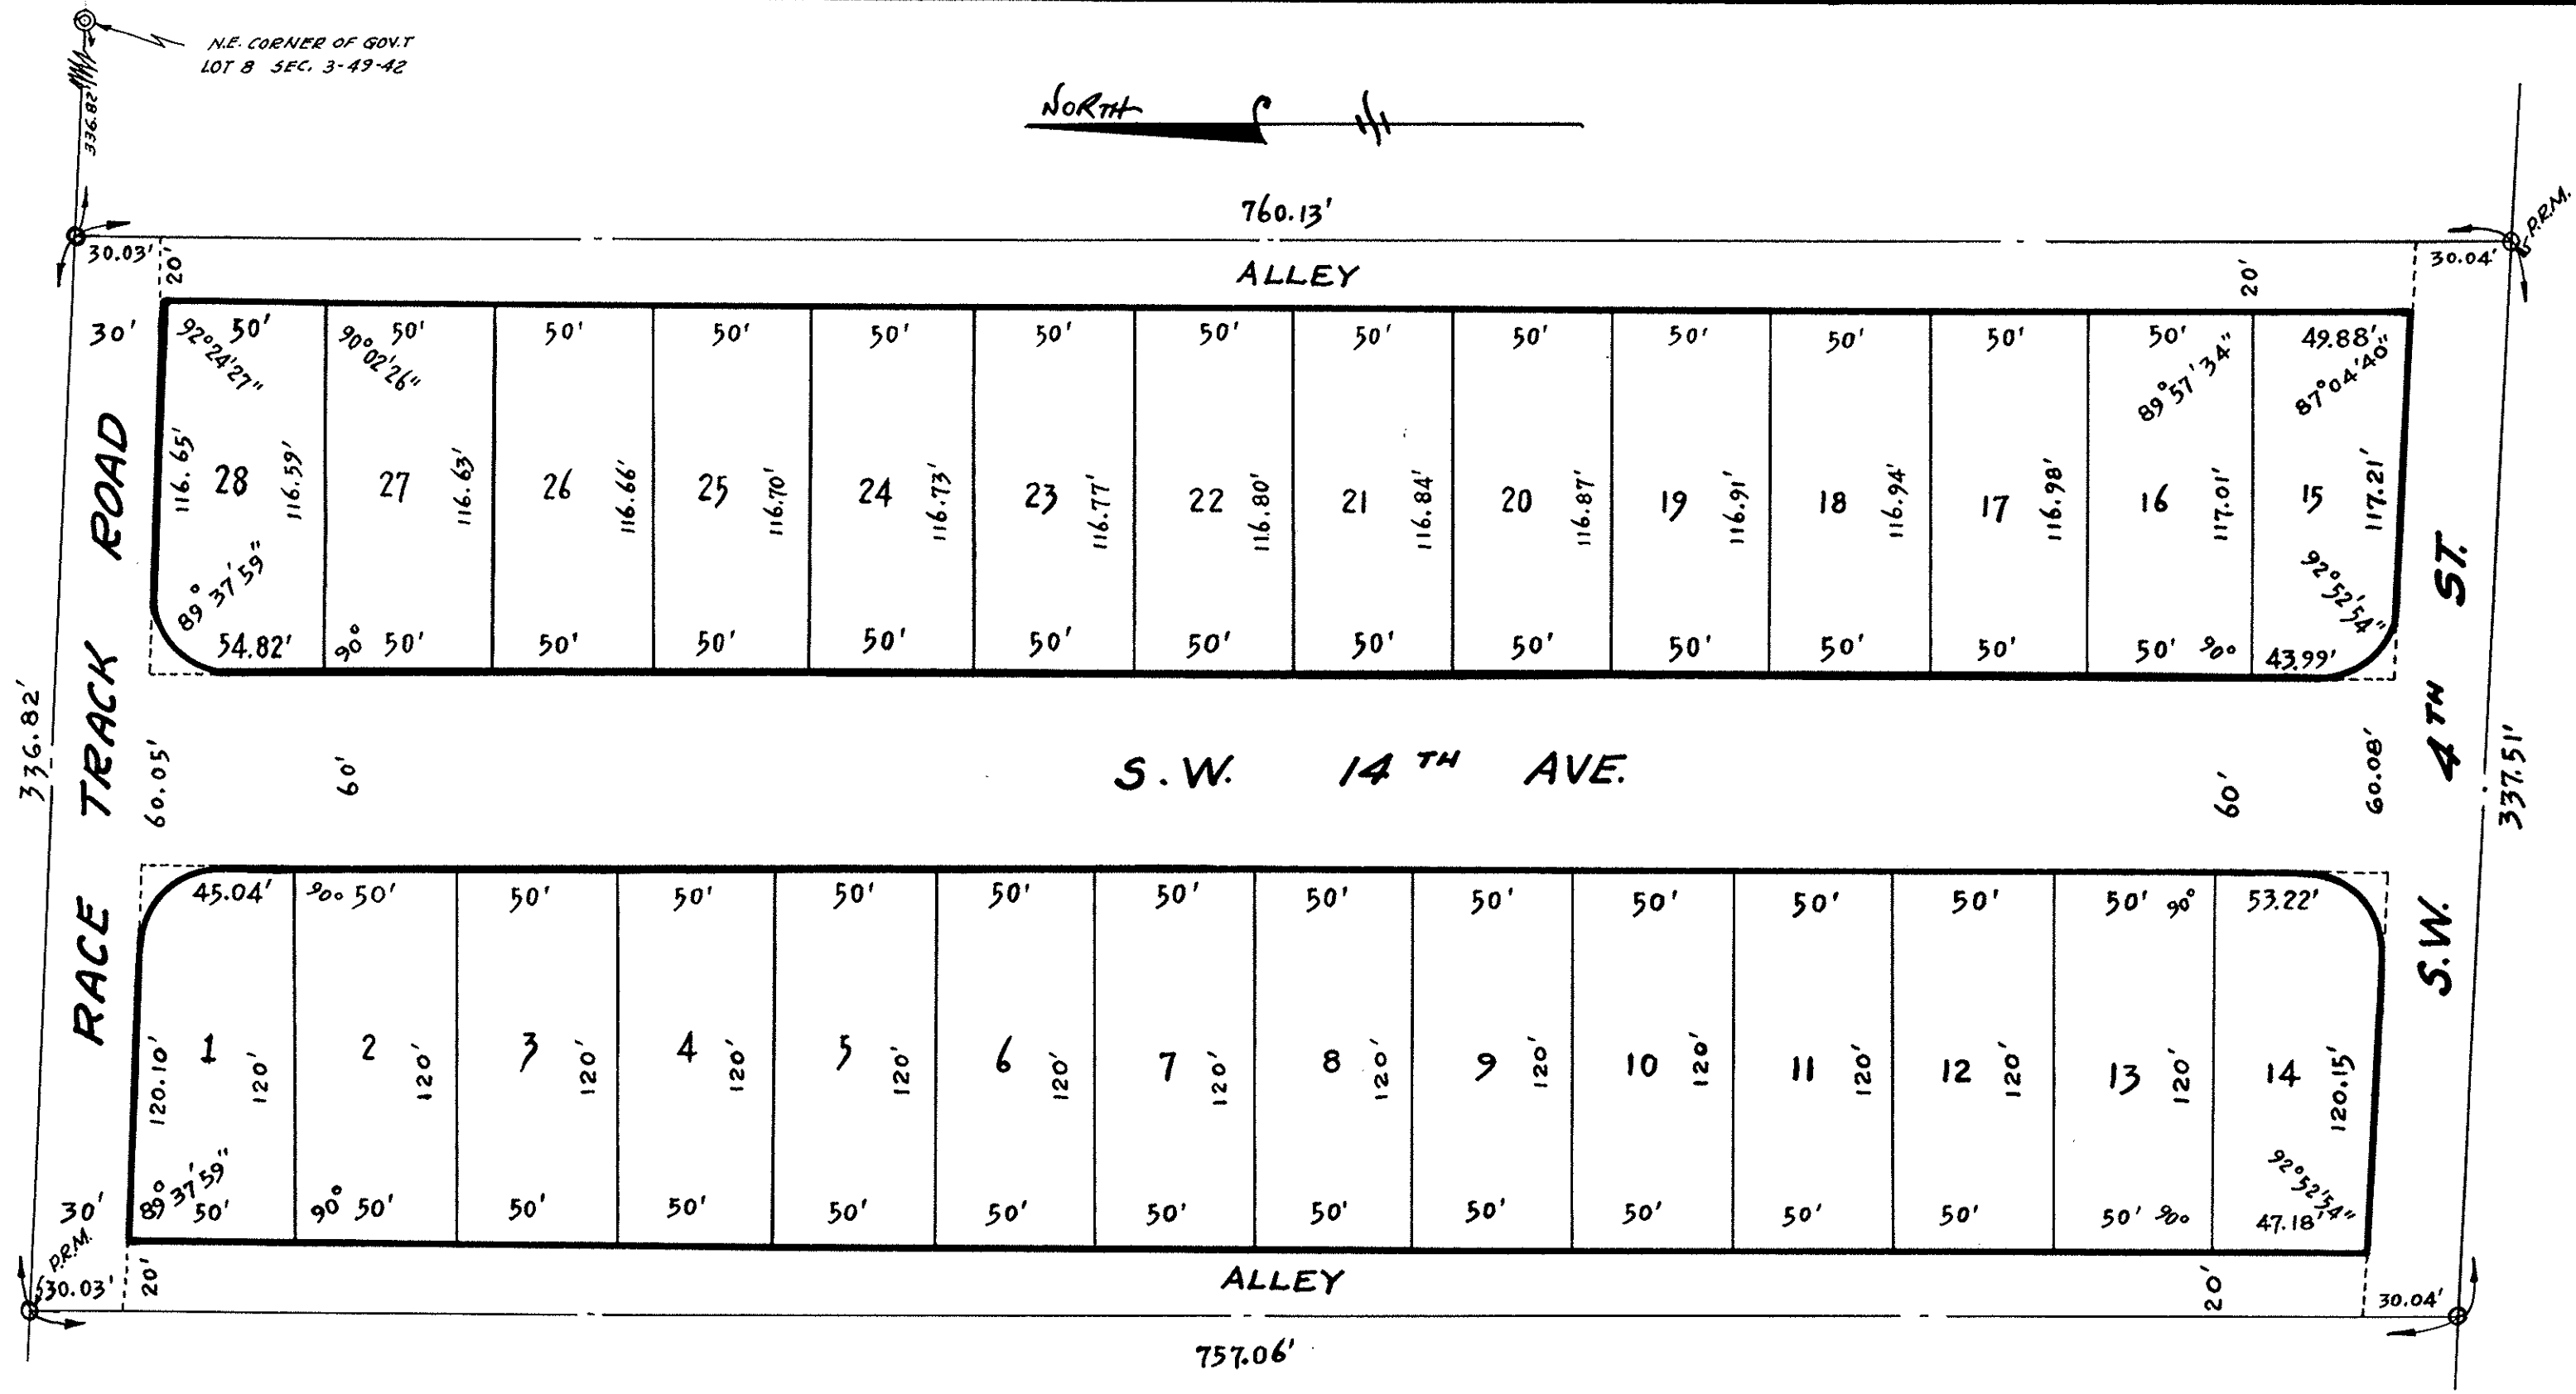 N.E. CORNER OF GOV.T
LOT 8 SEC. 3-49-42
336.82'
NORTH
760.13'
P.R.M.
30.03'
20'
ALLEY
20'
30.04'
30'
50' 50' 50' 50' 50' 50' 50' 50' 50' 50' 50' 50' 50' 49.88'
92°24'27" 90°02'26" 89°57'34" 87°04'40"
116.65' 28 116.59' 27 116.63' 26 116.66' 25 116.70' 24 116.73' 23 116.77' 22 116.80' 21 116.84' 20 116.87' 19 116.91' 18 116.94' 17 116.98' 16 117.01' 15 117.21'
89°37'59" 92°52'54"
54.82' 90° 50' 50' 50' 50' 50' 50' 50' 50' 50' 50' 50' 50' 90° 43.99'
336.82'
RACE TRACK ROAD
60.05'
60'
S.W. 14TH AVE.
60'
60.08'
S.W. 4TH ST.
337.51'
45.04' 90° 50' 50' 50' 50' 50' 50' 50' 50' 50' 50' 50' 50' 90° 53.22'
120.10' 1 120' 2 120' 3 120' 4 120' 5 120' 6 120' 7 120' 8 120' 9 120' 10 120' 11 120' 12 120' 13 120' 14 120.15'
89°37'59" 92°52'54"
30'
50' 90° 50' 50' 50' 50' 50' 50' 50' 50' 50' 50' 50' 50' 90° 47.18'
P.R.M.
30.03'
20'
ALLEY
20'
30.04'
757.06'